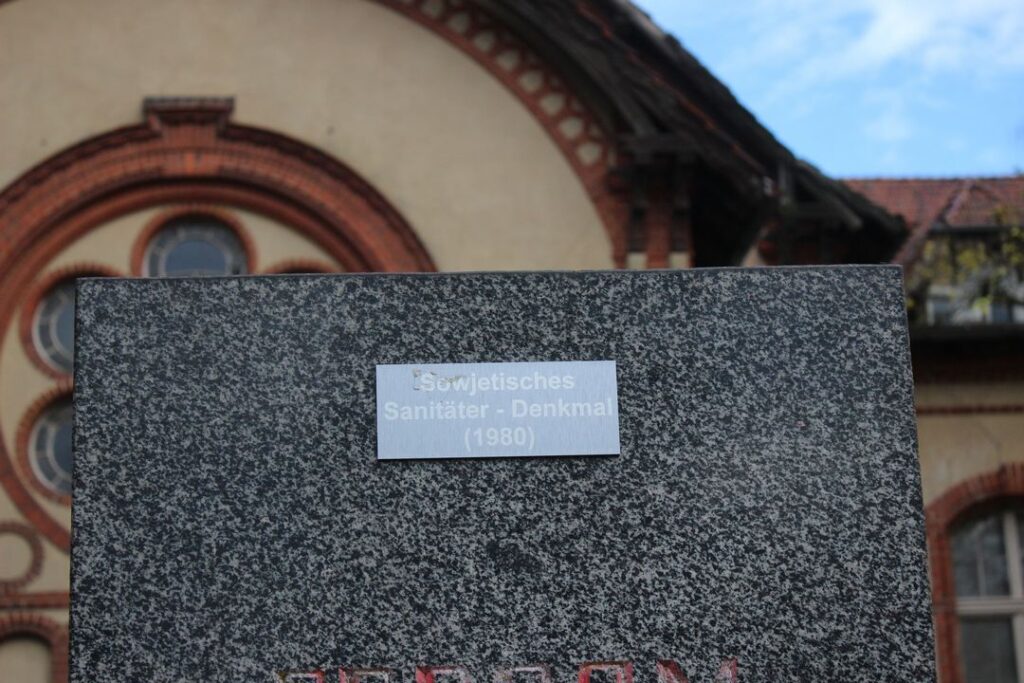 Sowjetisches
Sanitäter - Denkmal
(1980)